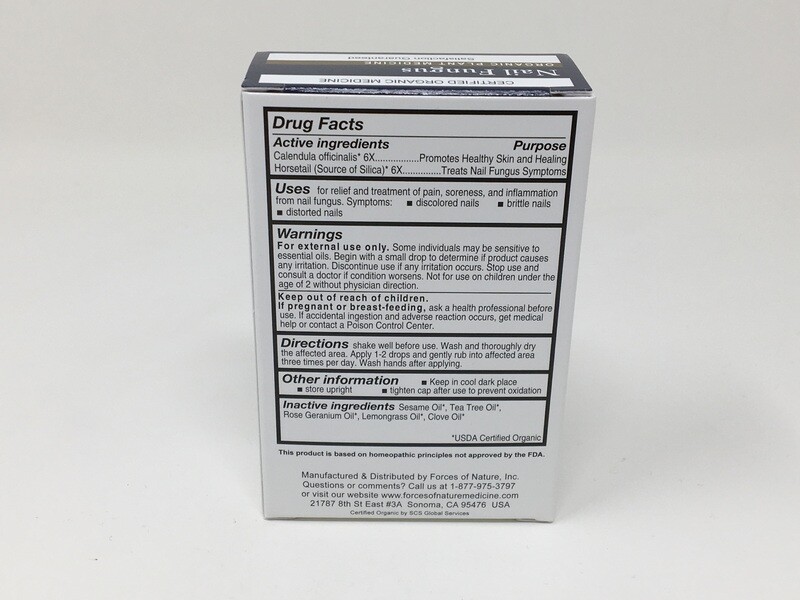 Satisfaction Guaranteed
ORGANIC PLANT MEDICINE
Nail Fungus
CERTIFIED ORGANIC MEDICINE
Drug Facts
Active ingredients Purpose
Calendula officinalis* 6X.................Promotes Healthy Skin and Healing
Horsetail (Source of Silica)* 6X..............Treats Nail Fungus Symptoms
Uses for relief and treatment of pain, soreness, and inflammation
from nail fungus. Symptoms: ■ discolored nails ■ brittle nails
■ distorted nails
Warnings
For external use only. Some individuals may be sensitive to
essential oils. Begin with a small drop to determine if product causes
any irritation. Discontinue use if any irritation occurs. Stop use and
consult a doctor if condition worsens. Not for use on children under the
age of 2 without physician direction.
Keep out of reach of children.
If pregnant or breast-feeding, ask a health professional before
use. If accidental ingestion and adverse reaction occurs, get medical
help or contact a Poison Control Center.
Directions shake well before use. Wash and thoroughly dry
the affected area. Apply 1-2 drops and gently rub into affected area
three times per day. Wash hands after applying.
Other information ■ Keep in cool dark place
■ store upright ■ tighten cap after use to prevent oxidation
Inactive ingredients Sesame Oil*, Tea Tree Oil*,
Rose Geranium Oil*, Lemongrass Oil*, Clove Oil*
*USDA Certified Organic
This product is based on homeopathic principles not approved by the FDA.
Manufactured & Distributed by Forces of Nature, Inc.
Questions or comments? Call us at 1-877-975-3797
or visit our website www.forcesofnaturemedicine.com
21787 8th St East #3A Sonoma, CA 95476 USA
Certified Organic by SCS Global Services